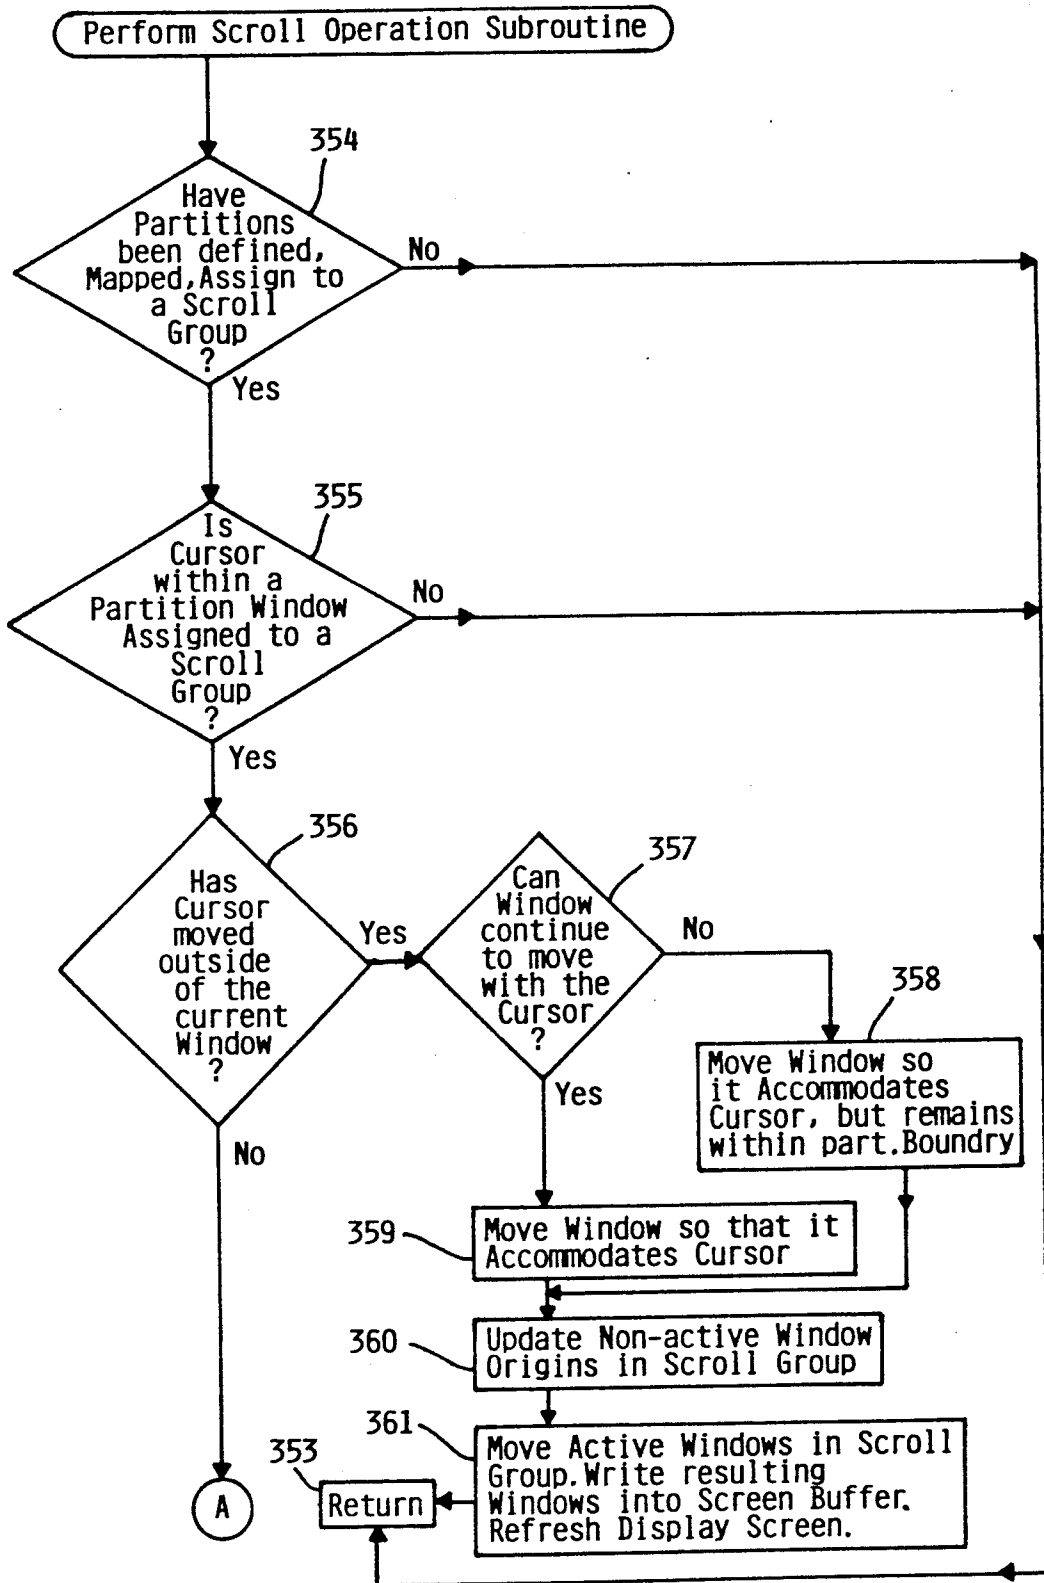 Perform Scroll Operation Subroutine
354
Have
Partitions
been defined,
Mapped,Assign to
a Scroll
Group
?
No
Yes
355
Is
Cursor
within a
Partition Window
Assigned to a
Scroll
Group
?
No
Yes
356
Has
Cursor
moved
outside
of the
current
Window
?
Yes
No
357
Can
Window
continue
to move
with the
Cursor
?
No
Yes
358
Move Window so
it Accommodates
Cursor, but remains
within part.Boundry
359
Move Window so that it
Accommodates Cursor
360
Update Non-active Window
Origins in Scroll Group
361
Move Active Windows in Scroll
Group.Write resulting
Windows into Screen Buffer.
Refresh Display Screen.
353
Return
A